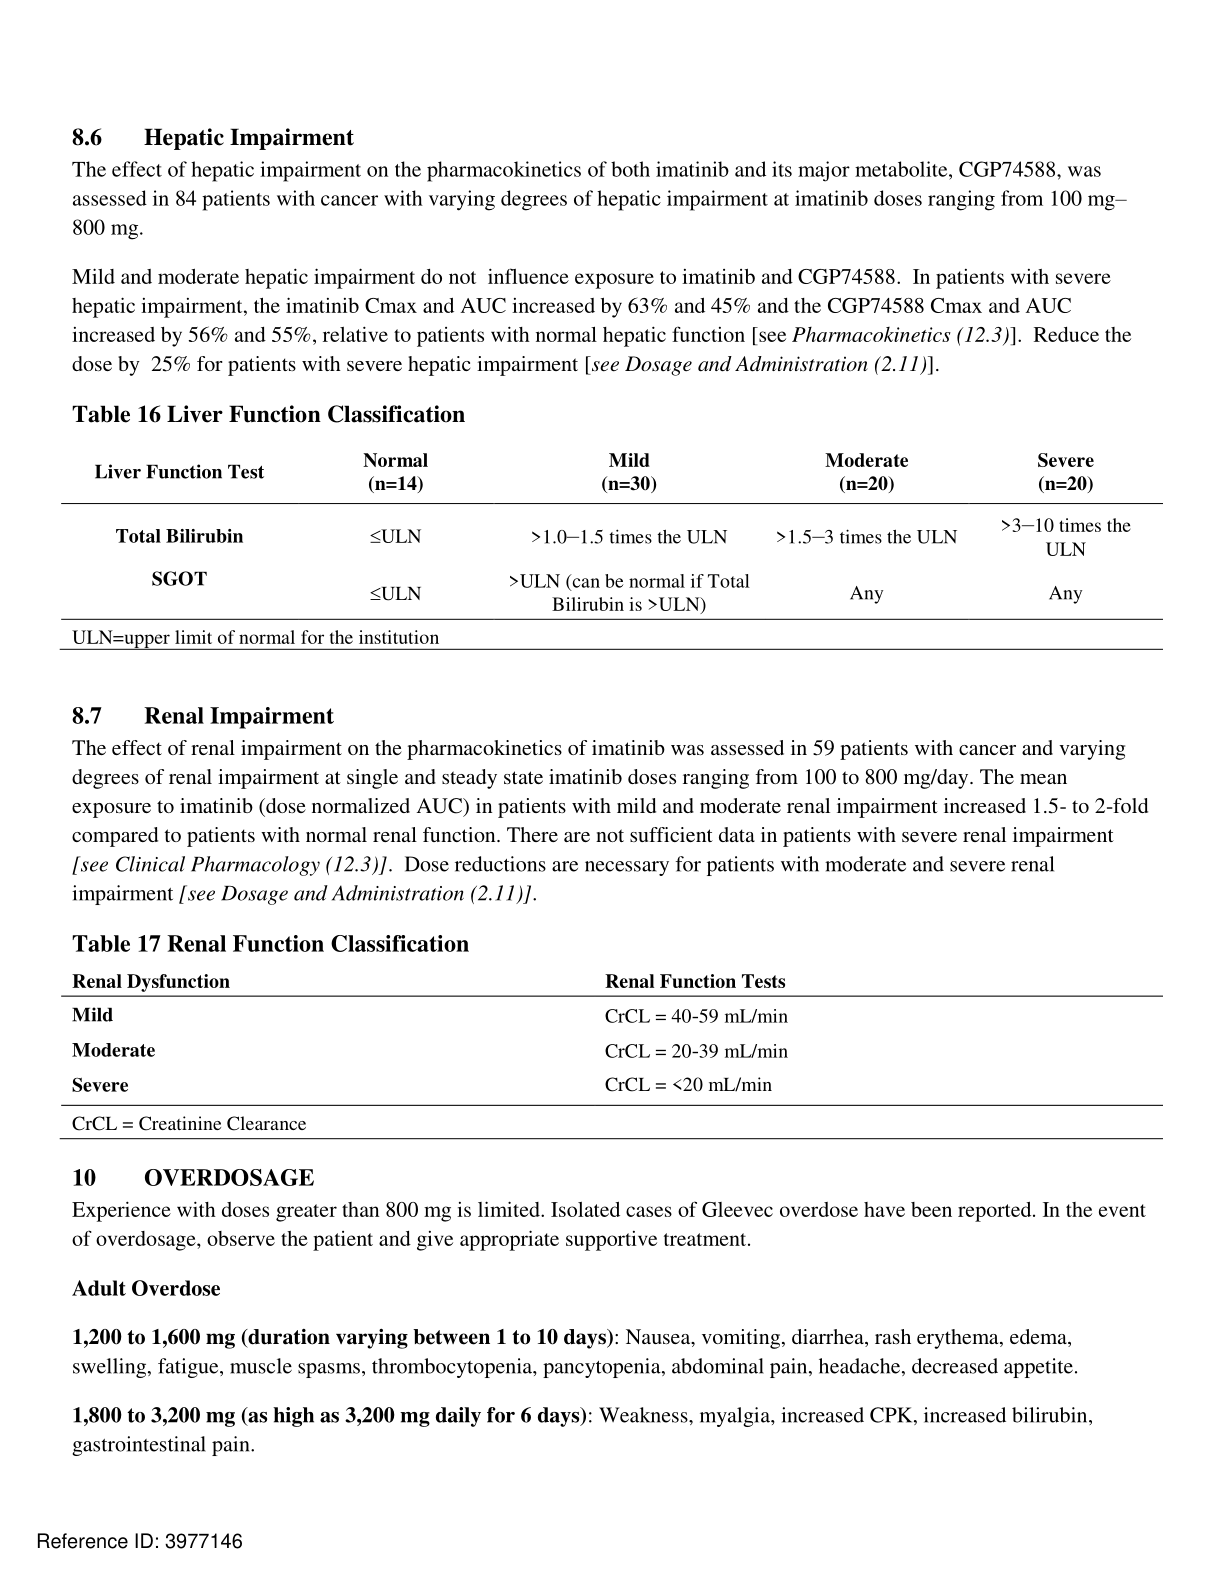 8.6 Hepatic Impairment
The effect of hepatic impairment on the pharmacokinetics of both imatinib and its major metabolite, CGP74588, was
assessed in 84 patients with cancer with varying degrees of hepatic impairment at imatinib doses ranging from 100 mg–
800 mg.
Mild and moderate hepatic impairment do not  influence exposure to imatinib and CGP74588.  In patients with severe
hepatic impairment, the imatinib Cmax and AUC increased by 63% and 45% and the CGP74588 Cmax and AUC
increased by 56% and 55%, relative to patients with normal hepatic function [see Pharmacokinetics (12.3)].  Reduce the
dose by  25% for patients with severe hepatic impairment [see Dosage and Administration (2.11)].
Table 16 Liver Function Classification
Liver Function Test Normal (n=14) Mild (n=30) Moderate (n=20) Severe (n=20)
Total Bilirubin ≤ULN >1.0–1.5 times the ULN >1.5–3 times the ULN >3–10 times the ULN
SGOT ≤ULN >ULN (can be normal if Total Bilirubin is >ULN) Any Any
ULN=upper limit of normal for the institution
8.7 Renal Impairment
The effect of renal impairment on the pharmacokinetics of imatinib was assessed in 59 patients with cancer and varying
degrees of renal impairment at single and steady state imatinib doses ranging from 100 to 800 mg/day. The mean
exposure to imatinib (dose normalized AUC) in patients with mild and moderate renal impairment increased 1.5- to 2-fold
compared to patients with normal renal function. There are not sufficient data in patients with severe renal impairment
[see Clinical Pharmacology (12.3)].  Dose reductions are necessary for patients with moderate and severe renal
impairment [see Dosage and Administration (2.11)].
Table 17 Renal Function Classification
Renal Dysfunction Renal Function Tests
Mild CrCL = 40-59 mL/min
Moderate CrCL = 20-39 mL/min
Severe CrCL = <20 mL/min
CrCL = Creatinine Clearance
10 OVERDOSAGE
Experience with doses greater than 800 mg is limited. Isolated cases of Gleevec overdose have been reported. In the event
of overdosage, observe the patient and give appropriate supportive treatment.
Adult Overdose
1,200 to 1,600 mg (duration varying between 1 to 10 days): Nausea, vomiting, diarrhea, rash erythema, edema,
swelling, fatigue, muscle spasms, thrombocytopenia, pancytopenia, abdominal pain, headache, decreased appetite.
1,800 to 3,200 mg (as high as 3,200 mg daily for 6 days): Weakness, myalgia, increased CPK, increased bilirubin,
gastrointestinal pain.
Reference ID: 3977146